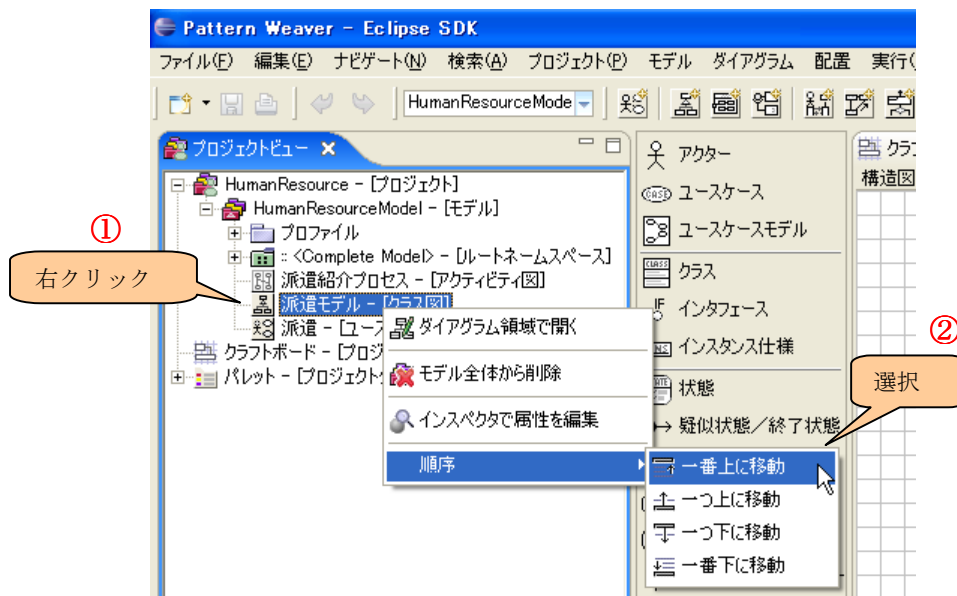 Pattern Weaver - Eclipse SDK
ファイル(F) 編集(E) ナビゲート(N) 検索(A) プロジェクト(P) モデル ダイアグラム 配置 実行(
HumanResourceMode
プロジェクトビュー
HumanResource - [プロジェクト]
HumanResourceModel - [モデル]
プロファイル
:: <Complete Model> - [ルートネームスペース]
派遣紹介プロセス - [アクティビティ図]
派遣モデル - [クラス図]
派遣 - [ユース
クラフトボード - [プロジ
パレット - [プロジェクト
①
右クリック
ダイアグラム領域で開く
モデル全体から削除
インスペクタで属性を編集
順序
一番上に移動
一つ上に移動
一つ下に移動
一番下に移動
アクター
ユースケース
ユースケースモデル
クラス
インタフェース
インスタンス仕様
状態
疑似状態／終了状態
クラ
構造図
②
選択